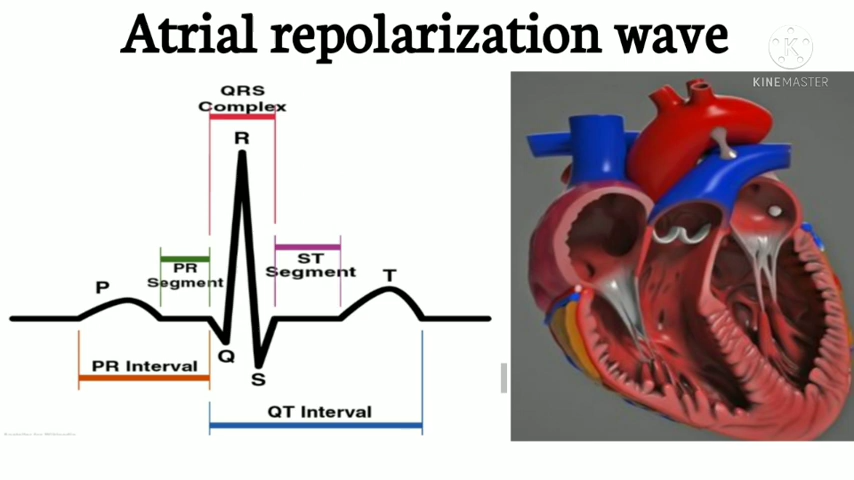 Atrial repolarization wave
K
KINEMASTER
QRS
Complex
R
PR
Segment
ST
Segment
P
T
Q
S
PR Interval
QT Interval